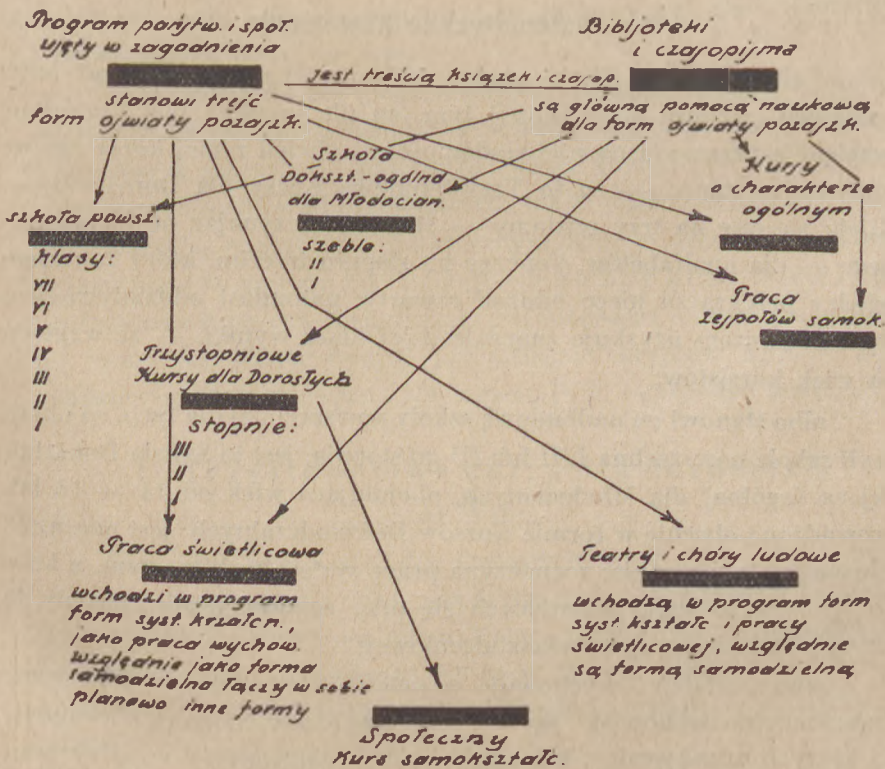 Program państw. i społ.
ujęty w zagadnienia
stanowi treść
form oświaty pozaszk.
jest treścią książek i czasop.
Bibljoteki
i czasopisma
są główną pomocą naukową
dla form oświaty pozaszk.
Szkoła
Dokszt.-ogólna
dla Młodocian.
szeble:
II
I
Kursy
o charakterze
ogólnym
szkoła powsz.
klasy:
VII
VI
V
IV
III
II
I
Praca
zespołów samok.
Trzystopniowe
Kursy dla Dorosłych
stopnie:
III
II
I
Praca świetlicowa
wchodzi w program
form syst. krzałcn.,
jako praca wychow.
względnie jako forma
samodzielna łączy w sobie
planowo inne formy
Teatry i chóry ludowe
wchodzą w program form
syst. kształc i pracy
świetlicowej, względnie
są formą samodzielną
Społeczny
Kurs samokształc.